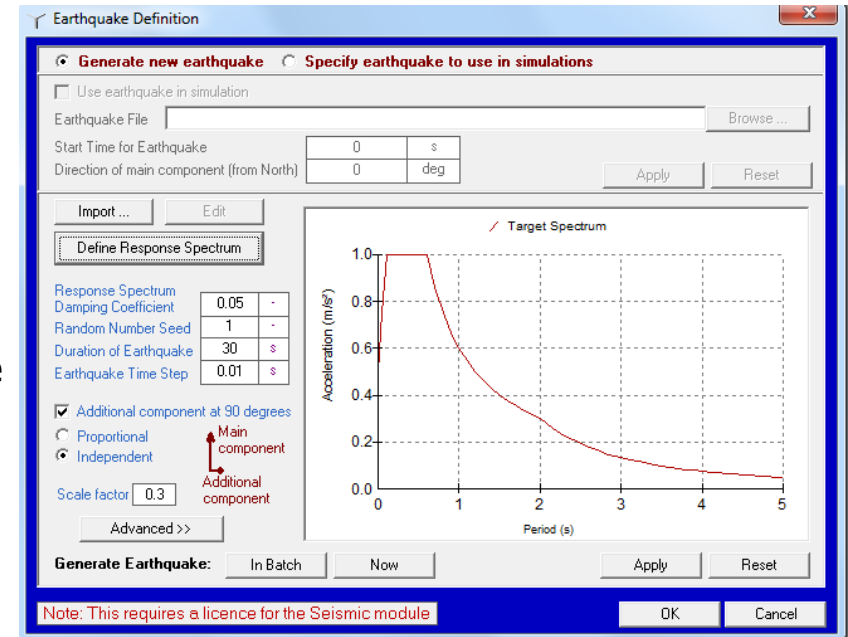 Earthquake Definition
x
Generate new earthquake Specify earthquake to use in simulations
Use earthquake in simulation
Earthquake File Browse ...
Start Time for Earthquake 0 s
Direction of main component (from North) 0 deg
Apply Reset
Import ... Edit
Define Response Spectrum
Response Spectrum
Damping Coefficient 0.05 -
Random Number Seed 1 -
Duration of Earthquake 30 s
Earthquake Time Step 0.01 s
e
Additional component at 90 degrees
Proportional
Independent
Main
component
Additional
component
Scale factor 0.3
Advanced >>
Target Spectrum
Acceleration (m/s²)
1.0
0.8
0.6
0.4
0.2
0.0
0 1 2 3 4 5
Period (s)
Generate Earthquake: In Batch Now Apply Reset
Note: This requires a licence for the Seismic module OK Cancel